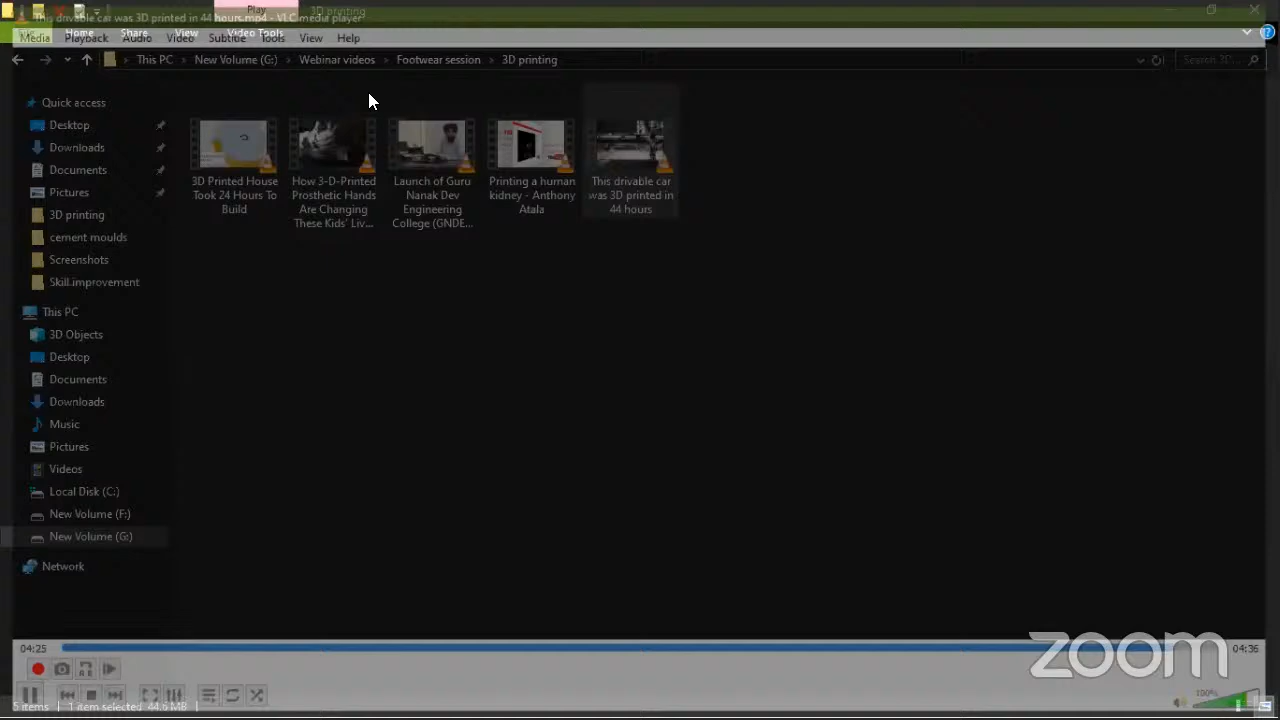 This drivable car was 3D printed in 44 hours.mp4 - VLC media player
Play
3D printing
Media Playback Audio Video Subtitle Tools View Help
Home Share View Video Tools
This PC > New Volume (G:) > Webinar videos > Footwear session > 3D printing
Search 3D...
Quick access
Desktop
Downloads
Documents
Pictures
3D printing
cement moulds
Screenshots
Skill improvement
This PC
3D Objects
Desktop
Documents
Downloads
Music
Pictures
Videos
Local Disk (C:)
New Volume (F:)
New Volume (G:)
Network
3D Printed House
Took 24 Hours To
Build
How 3-D-Printed
Prosthetic Hands
Are Changing
These Kids' Liv...
Launch of Guru
Nanak Dev
Engineering
College (GNDE...
Printing a human
kidney - Anthony
Atala
This drivable car
was 3D printed in
44 hours
04:25
04:36
zoom
100%
5 items
1 item selected 44.6 MB